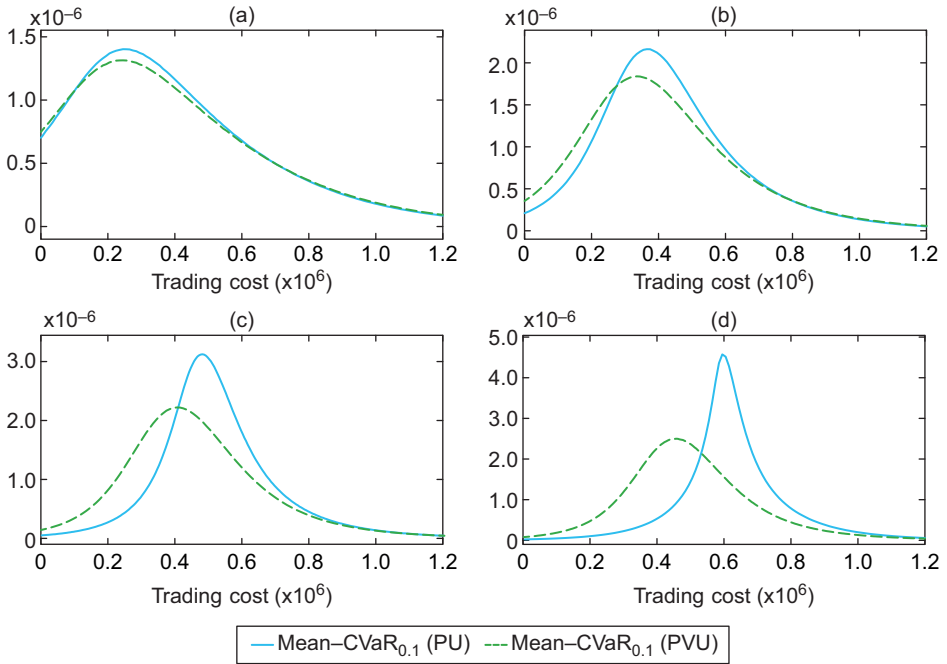 x10⁻⁶ (a)
1.5
1.0
0.5
0
0 0.2 0.4 0.6 0.8 1.0 1.2
Trading cost (x10⁶)
x10⁻⁶ (b)
2.0
1.5
1.0
0.5
0
0 0.2 0.4 0.6 0.8 1.0 1.2
Trading cost (x10⁶)
x10⁻⁶ (c)
3.0
2.0
1.0
0
0 0.2 0.4 0.6 0.8 1.0 1.2
Trading cost (x10⁶)
x10⁻⁶ (d)
5.0
4.0
3.0
2.0
1.0
0
0 0.2 0.4 0.6 0.8 1.0 1.2
Trading cost (x10⁶)
Mean–CVaR₀.₁ (PU) Mean–CVaR₀.₁ (PVU)